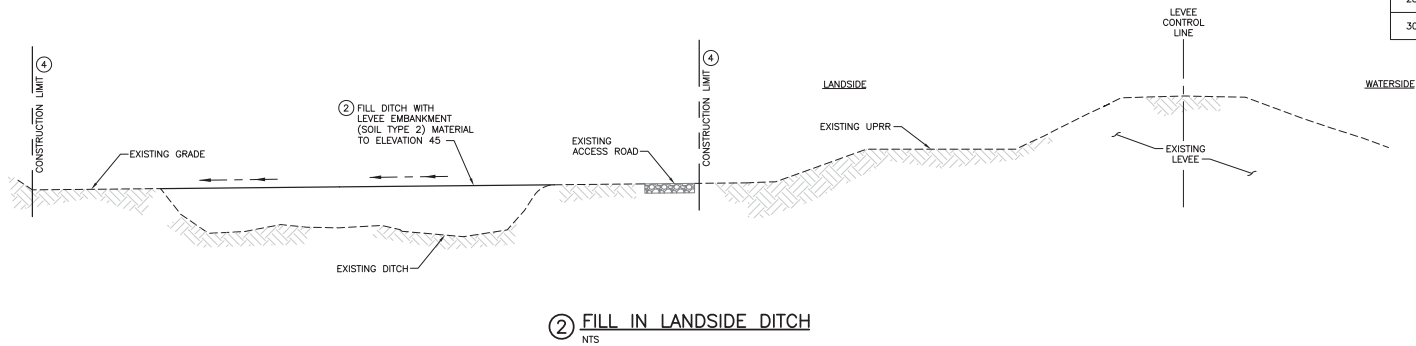 LEVEE
CONTROL
LINE
30
CONSTRUCTION LIMIT 4
CONSTRUCTION LIMIT 4
LANDSIDE
WATERSIDE
2 FILL DITCH WITH
LEVEE EMBANKMENT
(SOIL TYPE 2) MATERIAL
TO ELEVATION 45
EXISTING GRADE
EXISTING
ACCESS ROAD
EXISTING UPRR
EXISTING
LEVEE
EXISTING DITCH
2 FILL IN LANDSIDE DITCH
NTS